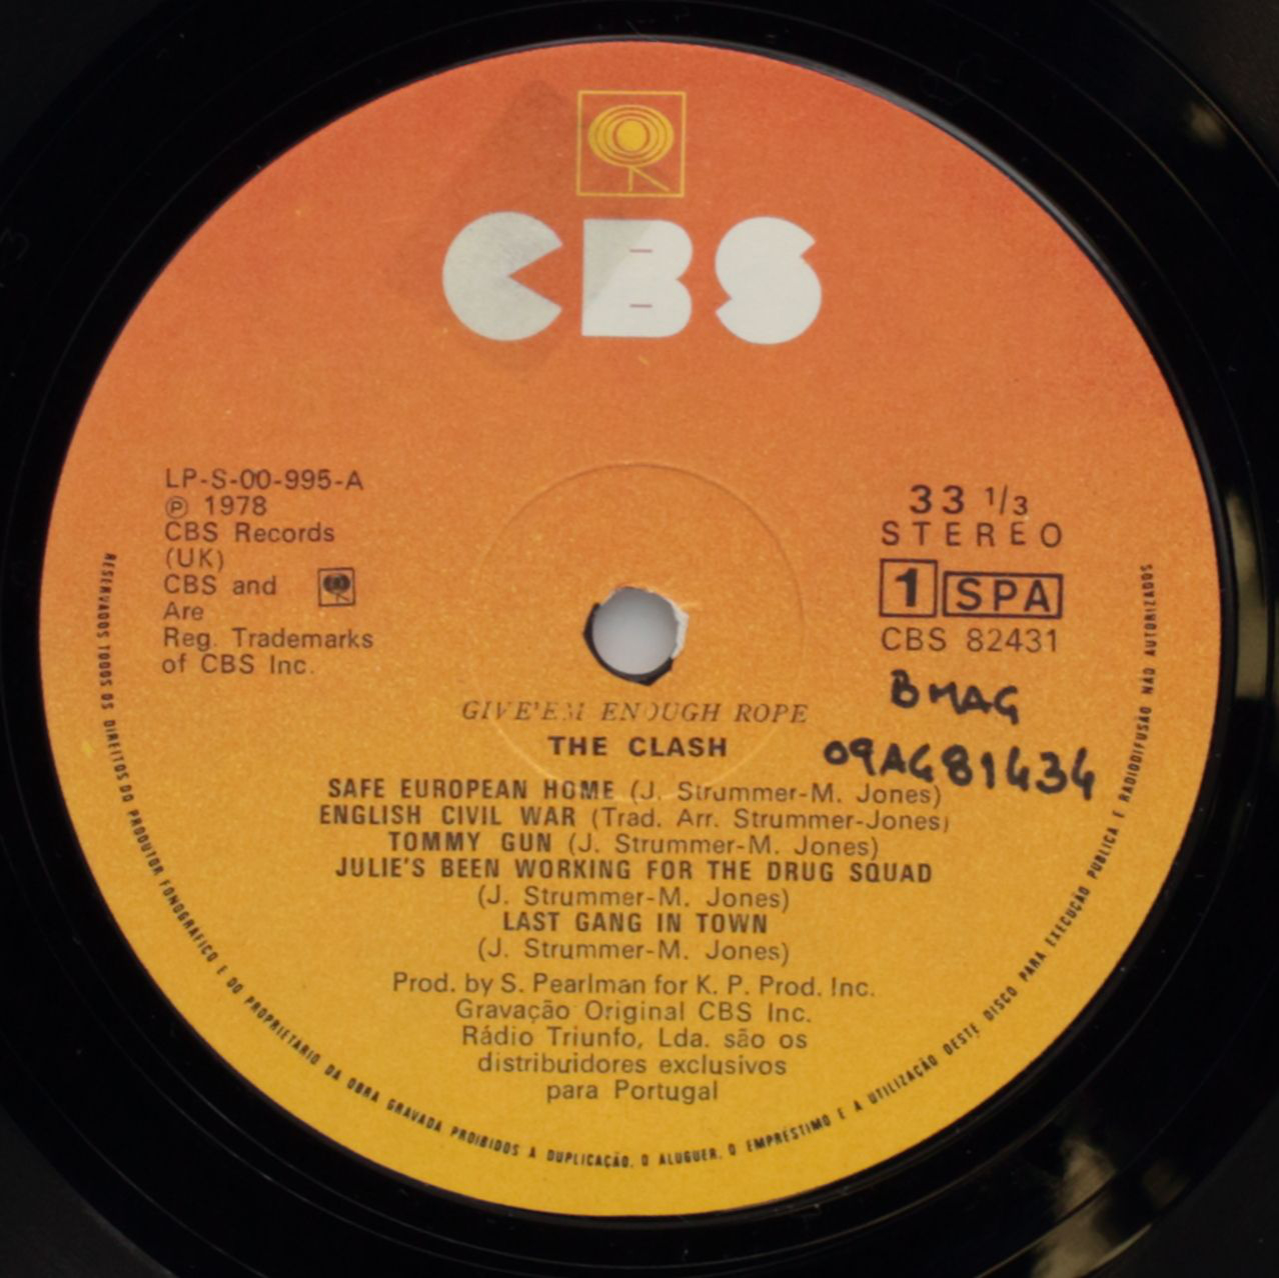 CBS
LP-S-00-995-A
℗ 1978
CBS Records
(UK)
CBS and
Are
Reg. Trademarks
of CBS Inc.
33 1/3
STEREO
1 SPA
CBS 82431
BMAG
09AG81434
GIVE'EM ENOUGH ROPE
THE CLASH
SAFE EUROPEAN HOME (J. Strummer-M. Jones)
ENGLISH CIVIL WAR (Trad. Arr. Strummer-Jones)
TOMMY GUN (J. Strummer-M. Jones)
JULIE'S BEEN WORKING FOR THE DRUG SQUAD
(J. Strummer-M. Jones)
LAST GANG IN TOWN
(J. Strummer-M. Jones)
Prod. by S. Pearlman for K. P. Prod. Inc.
Gravação Original CBS Inc.
Rádio Triunfo, Lda. são os
distribuidores exclusivos
para Portugal
RESERVADOS TODOS OS DIREITOS DO PRODUTOR FONOGRAFICO E DO PROPRIETARIO DA OBRA GRAVADA PROIBIDOS A DUPLICAÇÃO, O ALUGUER, O EMPRÉSTIMO E A UTILIZAÇÃO DESTE DISCO PARA EXECUÇÃO PUBLICA E RADIODIFUSÃO NÃO AUTORIZADOS